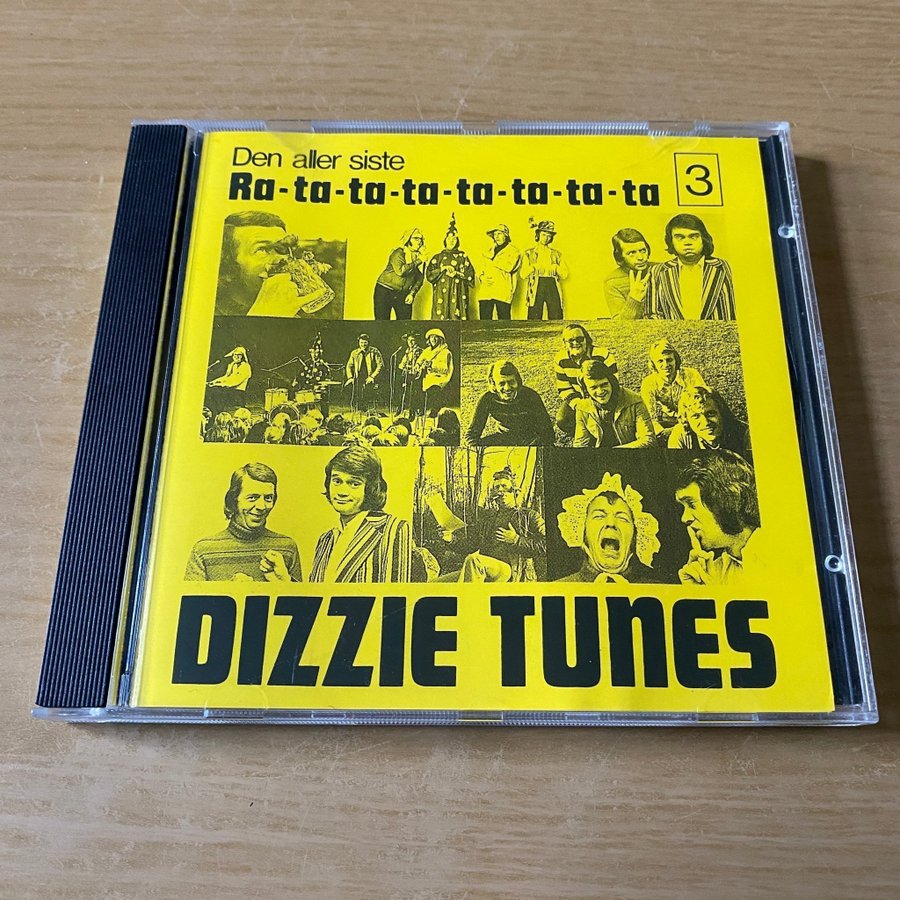 Den aller siste
Ra-ta-ta-ta-ta-ta-ta-ta
3
DIZZIE TUNES